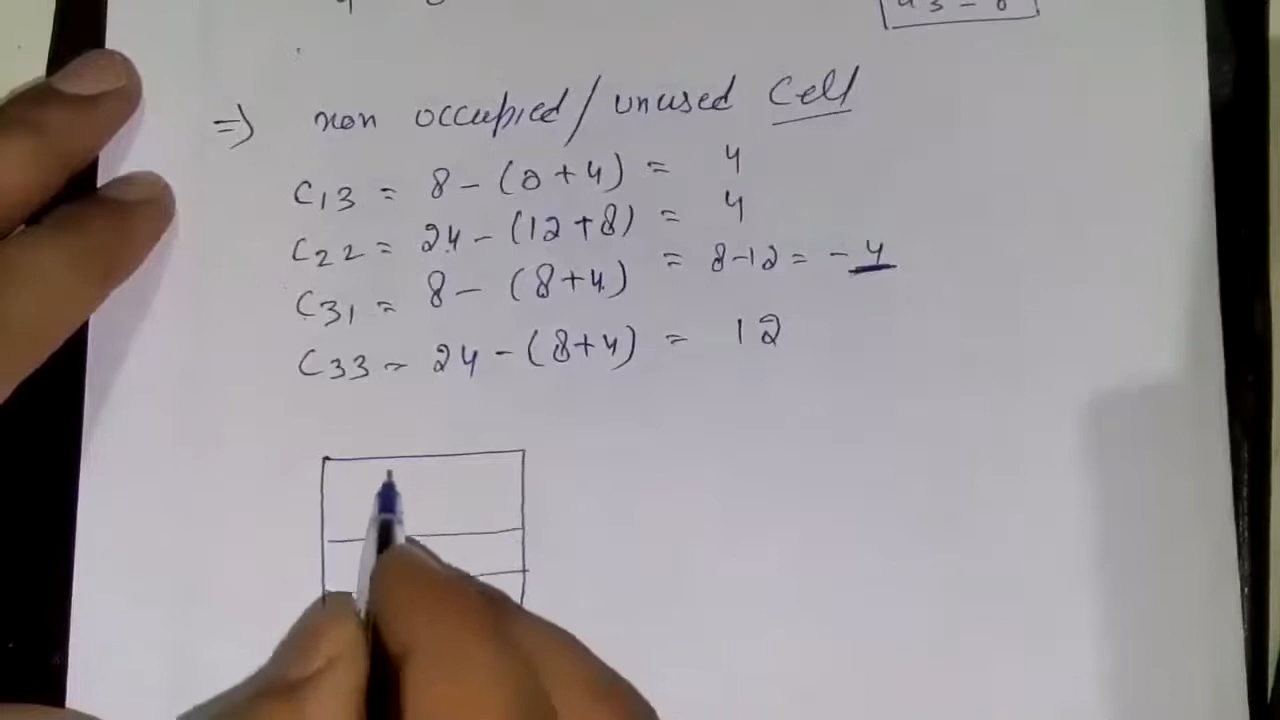 => non occupied/unused cell
C13 = 8 - (0+4) = 4
C22 = 24 - (12+8) = 4
C31 = 8 - (8+4) = 8-12 = -4
C33 = 24 - (8+4) = 12